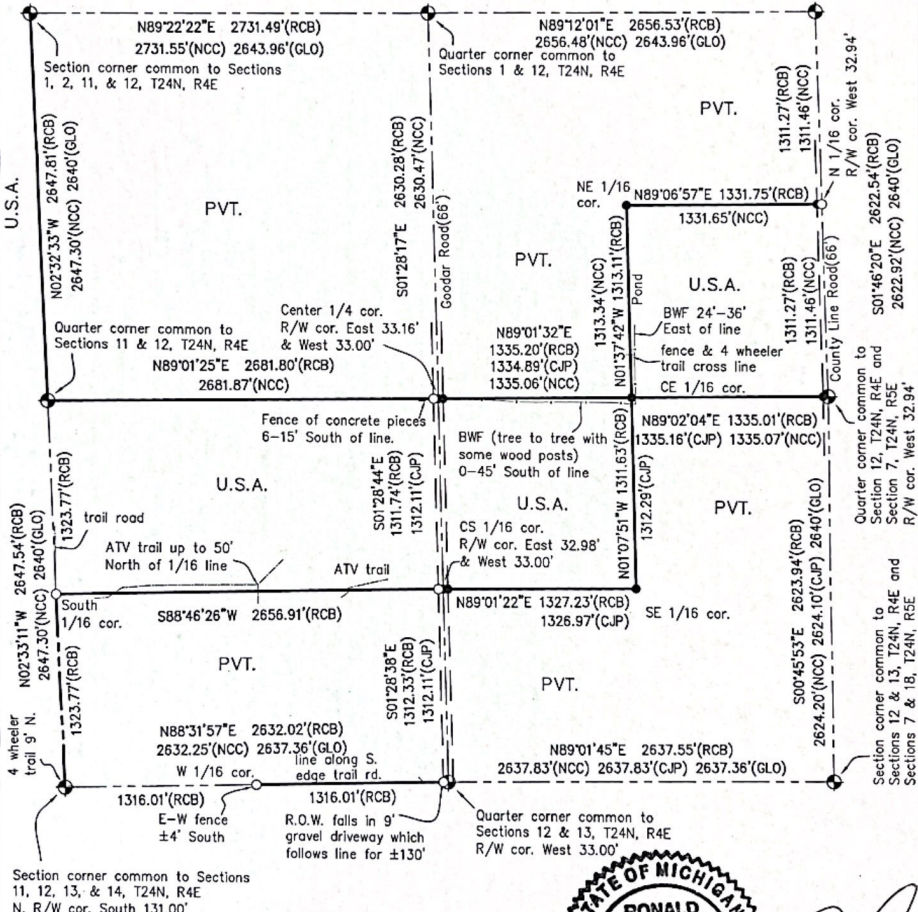 N89°22'22"E 2731.49'(RCB)
2731.55'(NCC) 2643.96'(GLO)
Section corner common to Sections
1, 2, 11, & 12, T24N, R4E
N89°12'01"E 2656.53'(RCB)
2656.48'(NCC) 2643.96'(GLO)
Quarter corner common to
Sections 1 & 12, T24N, R4E
U.S.A.
N02°32'33"W 2647.81'(RCB)
2647.30'(NCC) 2640'(GLO)
PVT.
S01°28'17"E 2630.28'(RCB)
2630.47'(NCC)
Goodar Road(66')
PVT.
1311.27'(RCB)
1311.46'(NCC)
N 1/16 cor.
R/W cor. West 32.94'
NE 1/16
cor.
N89°06'57"E 1331.75'(RCB)
1331.65'(NCC)
S01°46'20"E 2622.54'(RCB)
2622.92'(NCC) 2640'(GLO)
PVT.
1313.34'(NCC)
N01°37'42"W 1313.11'(RCB)
Pond
U.S.A.
1311.27'(RCB)
1311.46'(NCC)
County Line Road(66')
BWF 24'-36'
East of line
fence & 4 wheeler
trail cross line
CE 1/16 cor.
Quarter corner common to
Sections 11 & 12, T24N, R4E
N89°01'25"E 2681.80'(RCB)
2681.87'(NCC)
Center 1/4 cor.
R/W cor. East 33.16'
& West 33.00'
N89°01'32"E
1335.20'(RCB)
1334.89'(CJP)
1335.06'(NCC)
N89°02'04"E 1335.01'(RCB)
1335.16'(CJP) 1335.07'(NCC)
Quarter corner common to
Section 12, T24N, R4E and
Section 7, T24N, R5E
R/W cor. West 32.94'
Fence of concrete pieces
6-15' South of line.
BWF (tree to tree with
some wood posts)
0-45' South of line
1323.77'(RCB)
trail road
U.S.A.
S01°28'44"E
1311.74'(RCB)
1312.11'(CJP)
U.S.A.
CS 1/16 cor.
R/W cor. East 32.98'
& West 33.00'
N01°07'51"W 1311.63'(RCB)
1312.29'(CJP)
PVT.
N02°33'11"W 2647.54'(RCB)
2647.30'(NCC) 2640'(GLO)
ATV trail up to 50'
North of 1/16 line
ATV trail
South
1/16 cor.
S88°46'26"W 2656.91'(RCB)
N89°01'22"E 1327.23'(RCB)
1326.97'(CJP)
SE 1/16 cor.
S00°45'53"E 2623.94'(RCB)
2624.20'(NCC) 2624.10'(CJP) 2640'(GLO)
Section corner common to
Sections 12 & 13, T24N, R4E and
Sections 7 & 18, T24N, R5E
1323.77'(RCB)
PVT.
S01°28'38"E
1312.33'(RCB)
1312.11'(CJP)
PVT.
4 wheeler
trail 9' N.
N88°31'57"E 2632.02'(RCB)
2632.25'(NCC) 2637.36'(GLO)
W 1/16 cor.
line along S.
edge trail rd.
N89°01'45"E 2637.55'(RCB)
2637.83'(NCC) 2637.83'(CJP) 2637.36'(GLO)
1316.01'(RCB)
E-W fence
±4' South
1316.01'(RCB)
R.O.W. falls in 9'
gravel driveway which
follows line for ±130'
Quarter corner common to
Sections 12 & 13, T24N, R4E
R/W cor. West 33.00'
Section corner common to Sections
11, 12, 13, & 14, T24N, R4E
N. R/W cor. South 131.00'
STATE OF MICHIGAN
RONALD